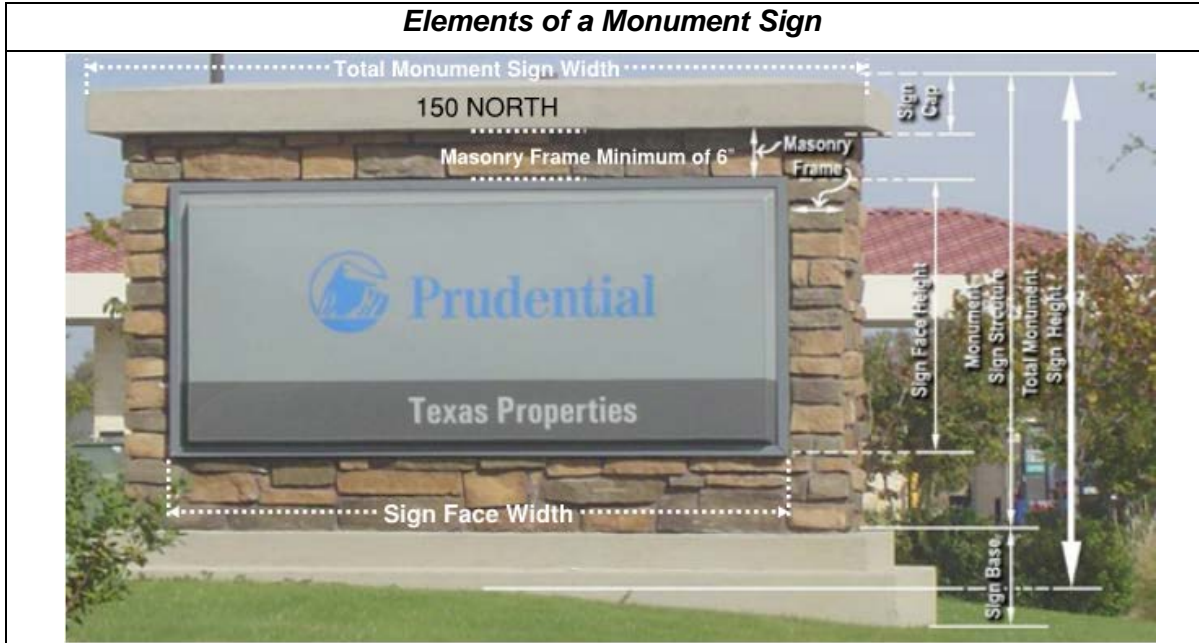 Elements of a Monument Sign
Total Monument Sign Width
150 NORTH
Sign
Cap
Masonry Frame Minimum of 6"
Masonry
Frame
Prudential
Texas Properties
Sign Face Width
Sign Face Height
Monument
Sign Structure
Total Monument
Sign Height
Sign Base